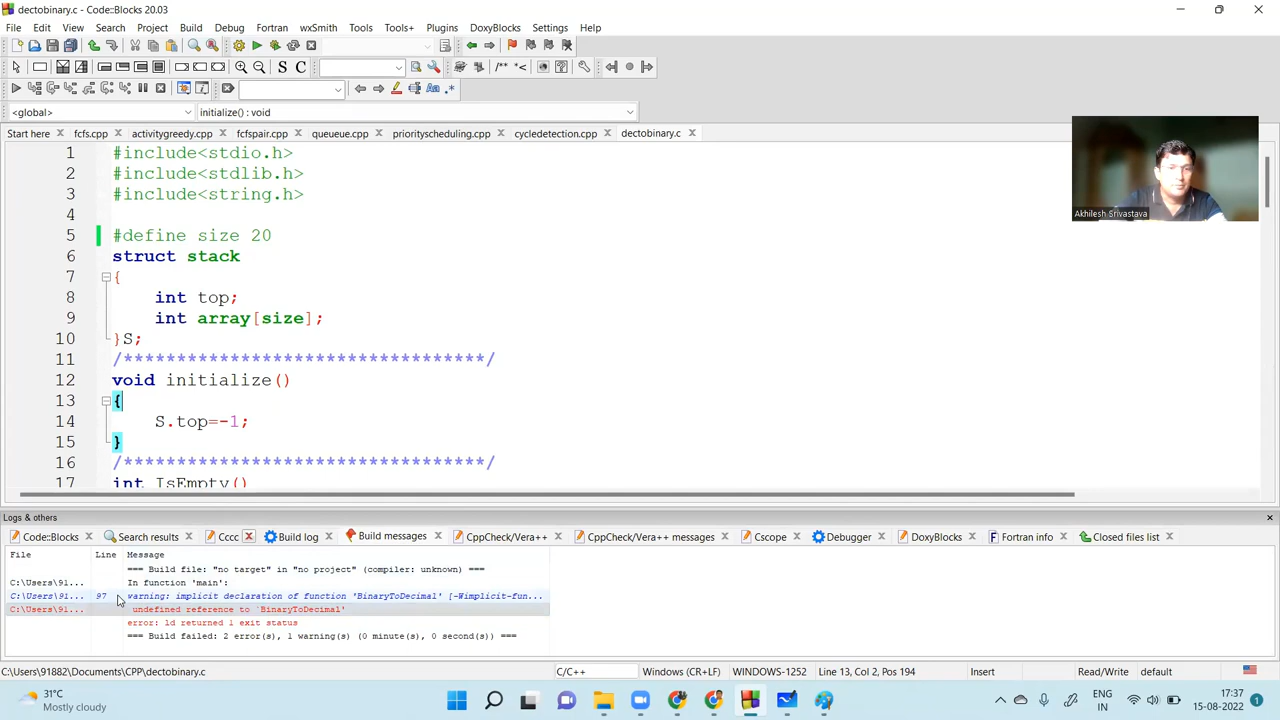 dectobinary.c - Code::Blocks 20.03
File Edit View Search Project Build Debug Fortran wxSmith Tools Tools+ Plugins DoxyBlocks Settings Help
S C /** *<
Aa .*
<global> initialize() : void
Start here fcfs.cpp activitygreedy.cpp fcfspair.cpp queueue.cpp priorityscheduling.cpp cycledetection.cpp dectobinary.c
1 #include<stdio.h>
2 #include<stdlib.h>
3 #include<string.h>
4
5 #define size 20
6 struct stack
7 {
8 int top;
9 int array[size];
10 }S;
11 /**********************************/
12 void initialize()
13 {
14 S.top=-1;
15 }
16 /**********************************/
17 int IsEmpty()
Akhilesh Srivastava
Logs & others
Code::Blocks Search results Cccc Build log Build messages CppCheck/Vera++ CppCheck/Vera++ messages Cscope Debugger DoxyBlocks Fortran info Closed files list
File Line Message
=== Build file: "no target" in "no project" (compiler: unknown) ===
C:\Users\91... In function 'main':
C:\Users\91... 97 warning: implicit declaration of function 'BinaryToDecimal' [-Wimplicit-fun...
C:\Users\91... undefined reference to `BinaryToDecimal'
error: ld returned 1 exit status
=== Build failed: 2 error(s), 1 warning(s) (0 minute(s), 0 second(s)) ===
C:\Users\91882\Documents\CPP\dectobinary.c C/C++ Windows (CR+LF) WINDOWS-1252 Line 13, Col 2, Pos 194 Insert Read/Write default
31°C
Mostly cloudy
ENG
IN
17:37
15-08-2022
1